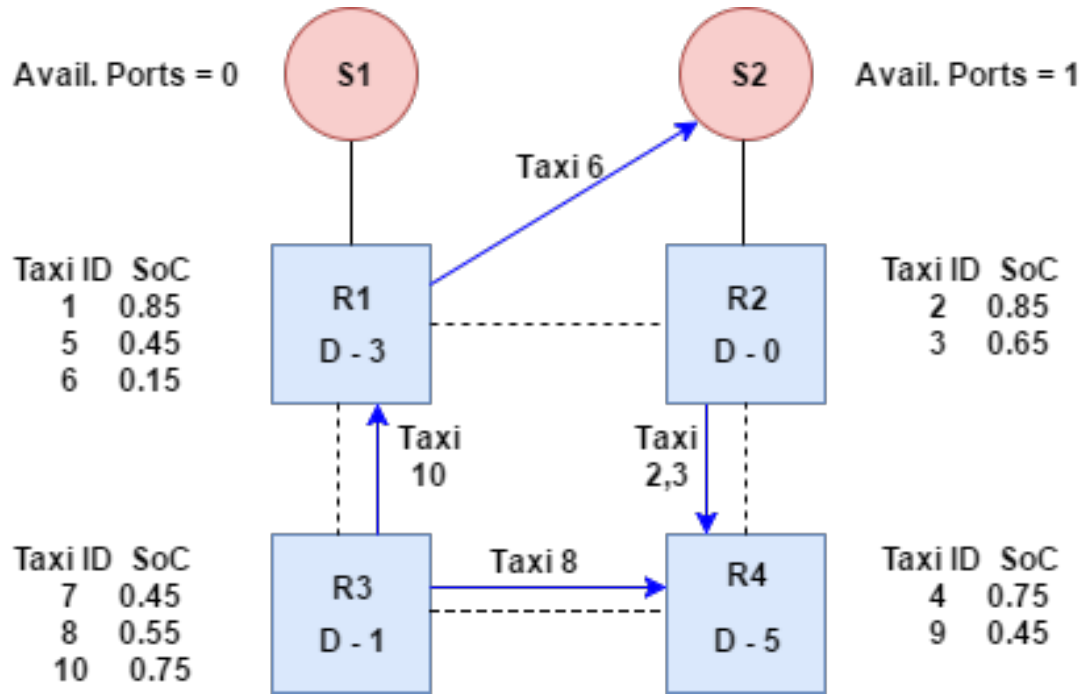 Avail. Ports = 0
S1
S2
Avail. Ports = 1
Taxi 6
Taxi ID SoC
1 0.85
5 0.45
6 0.15
R1
D - 3
R2
D - 0
Taxi ID SoC
2 0.85
3 0.65
Taxi
10
Taxi
2,3
Taxi ID SoC
7 0.45
8 0.55
10 0.75
R3
D - 1
Taxi 8
R4
D - 5
Taxi ID SoC
4 0.75
9 0.45